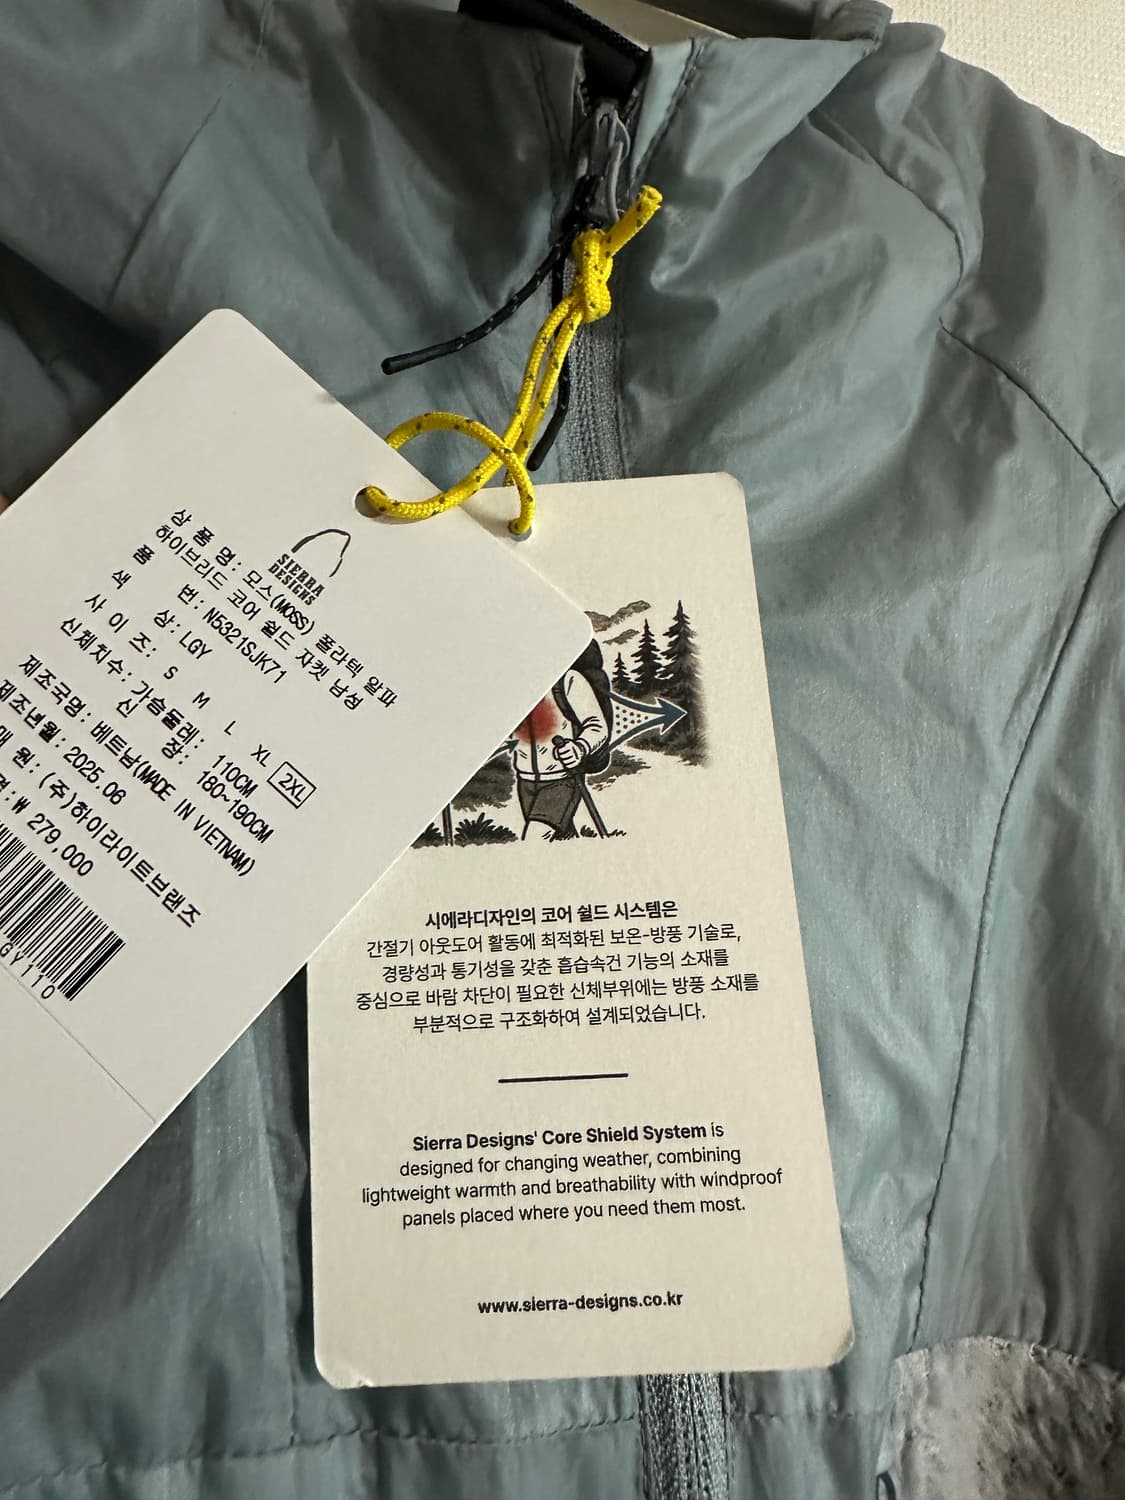 SIERRA
DESIGNS
상 품 명: 모스(MOSS) 폴라텍 알파
하이브리드 코어 쉴드 자켓 남성
품 번: N5321SJK71
색 상: LGY
사 이 즈: S M L XL 2XL
신체치수: 가슴둘레: 110CM
신 장: 180~190CM
제조국명: 베트남(MADE IN VIETNAM)
제조년월: 2025.06
원: (주)하이라이트브랜즈
₩ 279,000
GY110
시에라디자인의 코어 쉴드 시스템은
간절기 아웃도어 활동에 최적화된 보온-방풍 기술로,
경량성과 통기성을 갖춘 흡습속건 기능의 소재를
중심으로 바람 차단이 필요한 신체부위에는 방풍 소재를
부분적으로 구조화하여 설계되었습니다.
Sierra Designs' Core Shield System is
designed for changing weather, combining
lightweight warmth and breathability with windproof
panels placed where you need them most.
www.sierra-designs.co.kr